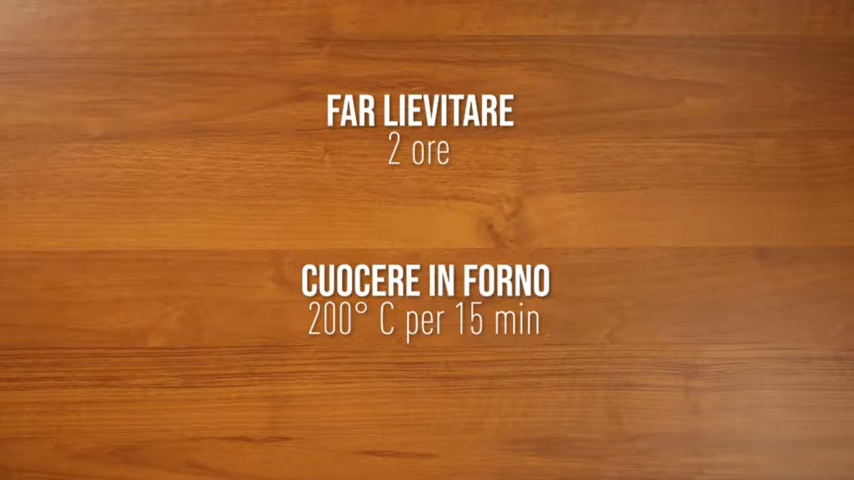 FAR LIEVITARE
2 ore
CUOCERE IN FORNO
200° C per 15 min